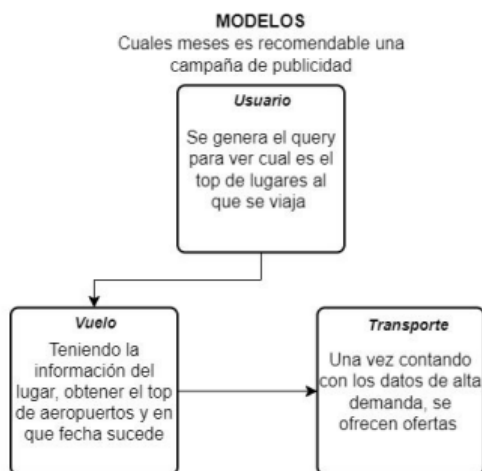 MODELOS
Cuales meses es recomendable una
campaña de publicidad
Usuario
Se genera el query
para ver cual es el
top de lugares al
que se viaja
Vuelo
Teniendo la
información del
lugar, obtener el top
de aeropuertos y en
que fecha sucede
Transporte
Una vez contando
con los datos de alta
demanda, se
ofrecen ofertas